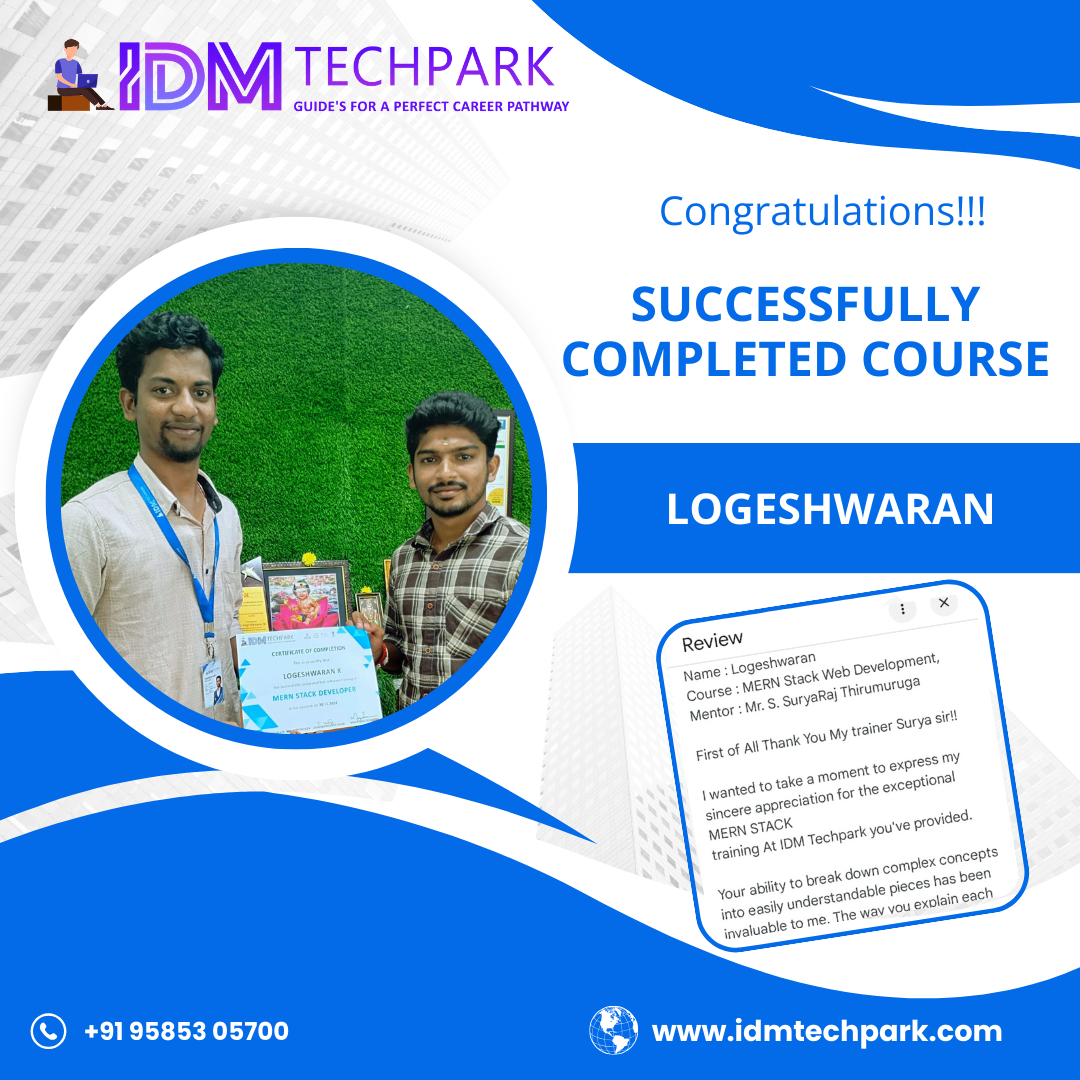 IDM TECHPARK
GUIDE'S FOR A PERFECT CAREER PATHWAY
Congratulations!!!
SUCCESSFULLY
COMPLETED COURSE
LOGESHWARAN
IDM TECHPARK
CERTIFICATE OF COMPLETION
LOGESHWARAN K
MERN STACK DEVELOPER
Review
Name : Logeshwaran
Course : MERN Stack Web Development,
Mentor : Mr. S. SuryaRaj Thirumuruga
First of All Thank You My trainer Surya sir!!
I wanted to take a moment to express my
sincere appreciation for the exceptional
MERN STACK
training At IDM Techpark you've provided.
Your ability to break down complex concepts
into easily understandable pieces has been
invaluable to me. The way you explain each
+91 95853 05700
www.idmtechpark.com